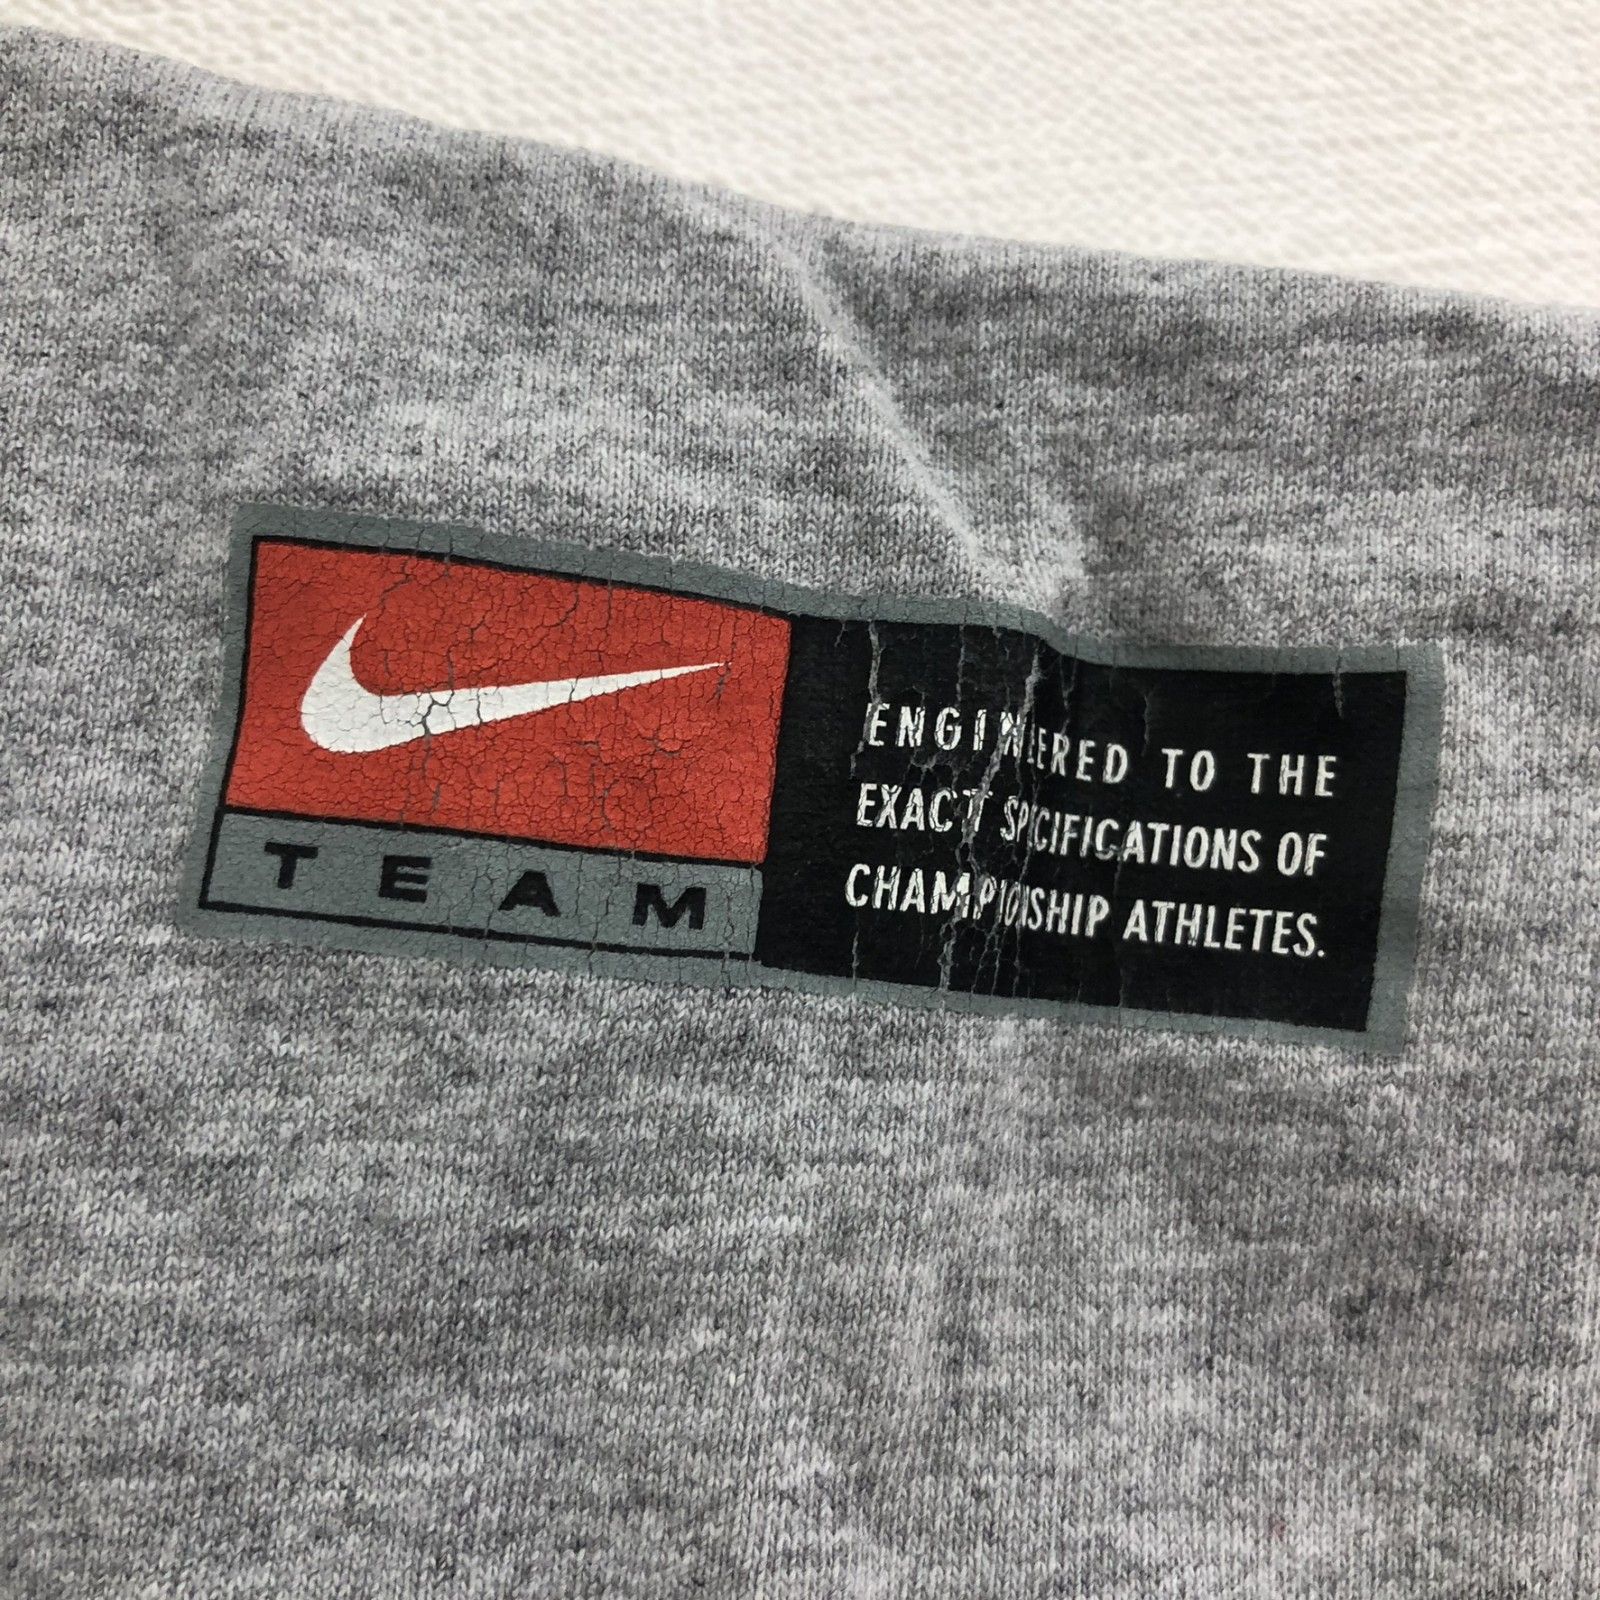 TEAM
ENGINEERED TO THE
EXACT SPECIFICATIONS OF
CHAMPIONSHIP ATHLETES.